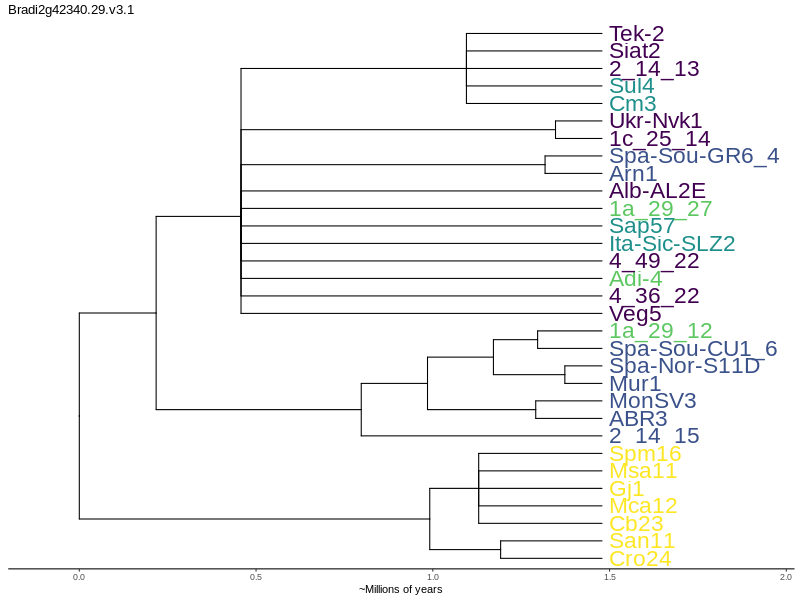 Bradi2g42340.29.v3.1
Tek-2
Siat2
2_14_13
Sul4
Cm3
Ukr-Nvk1
1c_25_14
Spa-Sou-GR6_4
Arn1
Alb-AL2E
1a_29_27
Sap57
Ita-Sic-SLZ2
4_49_22
Adi-4
4_36_22
Veg5
1a_29_12
Spa-Sou-CU1_6
Spa-Nor-S11D
Mur1
MonSV3
ABR3
2_14_15
Spm16
Msa11
Gj1
Mca12
Cb23
San11
Cro24
0.0 0.5 1.0 1.5 2.0
~Millions of years